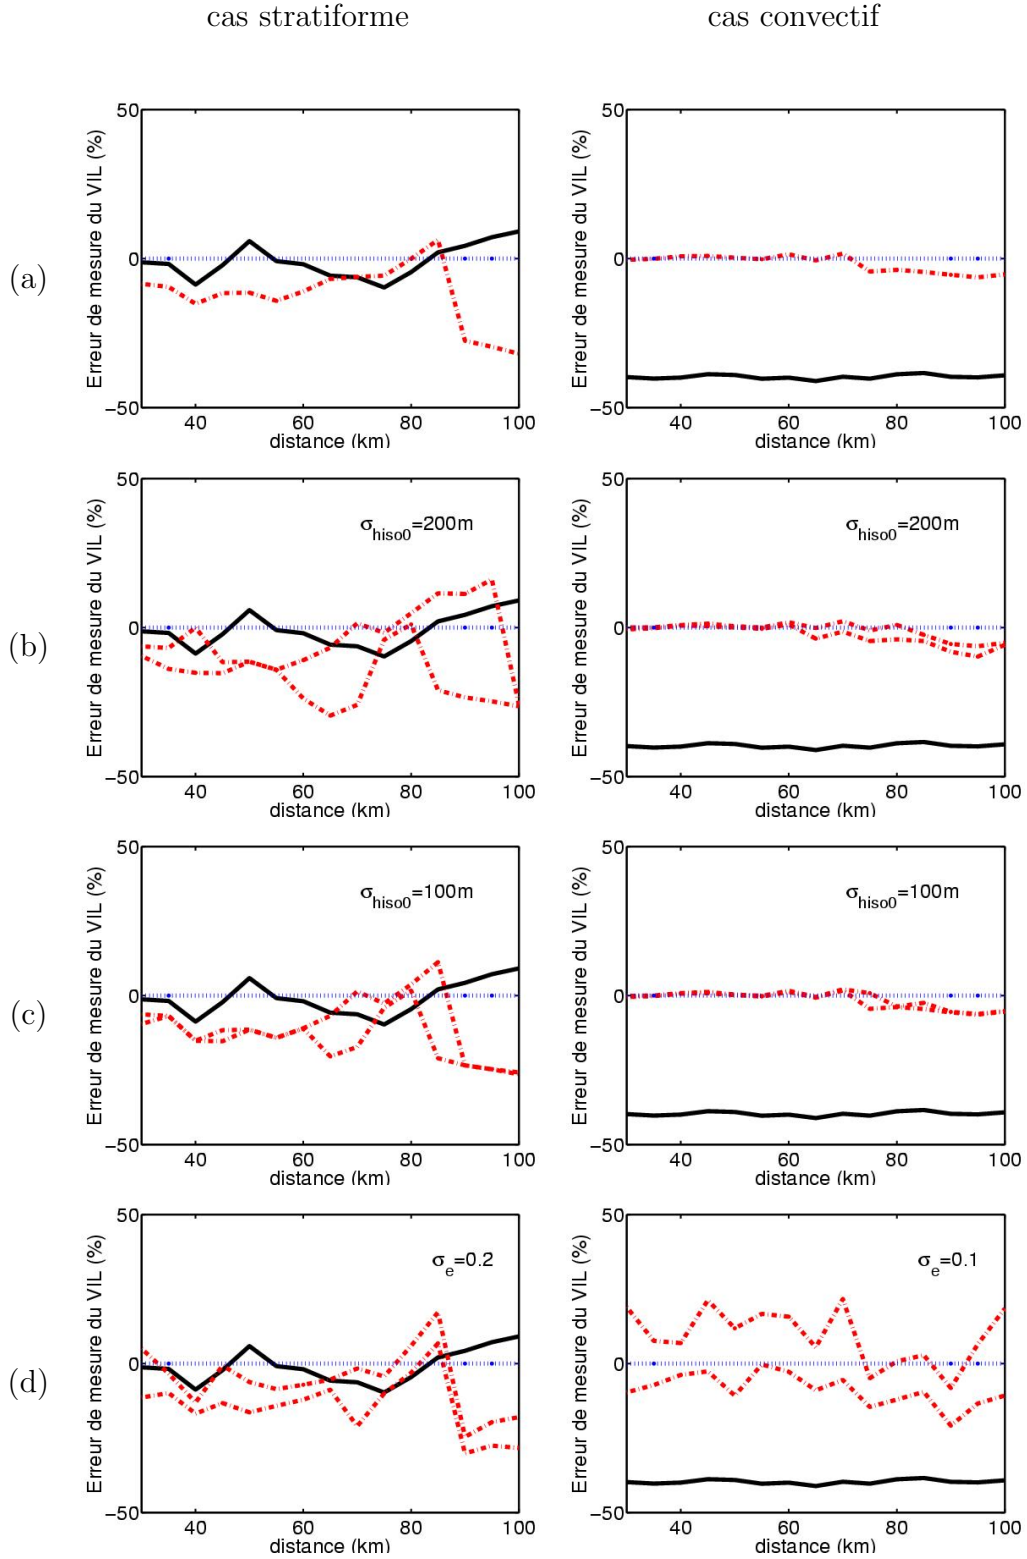 cas stratiforme
cas convectif
(a)
Erreur de mesure du VIL (%)
50
0
−50
40
60
80
100
distance (km)
Erreur de mesure du VIL (%)
50
0
−50
40
60
80
100
distance (km)
(b)
Erreur de mesure du VIL (%)
50
0
−50
σhiso0=200m
40
60
80
100
distance (km)
Erreur de mesure du VIL (%)
50
0
−50
σhiso0=200m
40
60
80
100
distance (km)
(c)
Erreur de mesure du VIL (%)
50
0
−50
σhiso0=100m
40
60
80
100
distance (km)
Erreur de mesure du VIL (%)
50
0
−50
σhiso0=100m
40
60
80
100
distance (km)
(d)
Erreur de mesure du VIL (%)
50
0
−50
σe=0.2
40
60
80
100
distance (km)
Erreur de mesure du VIL (%)
50
0
−50
σe=0.1
40
60
80
100
distance (km)